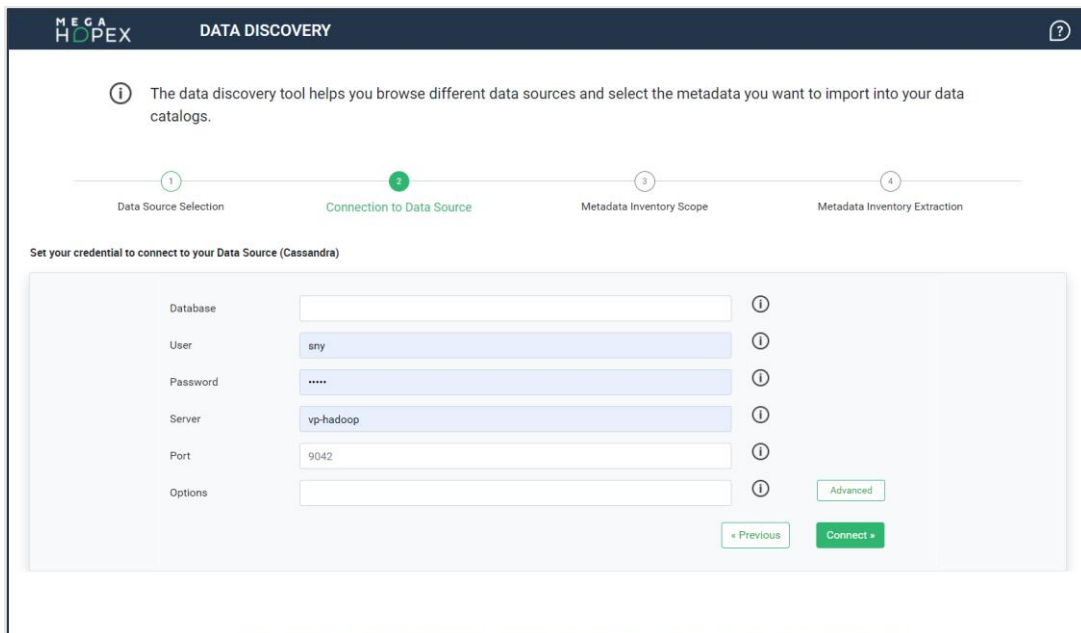 MEGA
HOPEX
DATA DISCOVERY
?
i
The data discovery tool helps you browse different data sources and select the metadata you want to import into your data
catalogs.
1
2
3
4
Data Source Selection
Connection to Data Source
Metadata Inventory Scope
Metadata Inventory Extraction
Set your credential to connect to your Data Source (Cassandra)
Database
i
User
sny
i
Password
•••••
i
Server
vp-hadoop
i
Port
9042
i
Options
i
Advanced
« Previous
Connect »